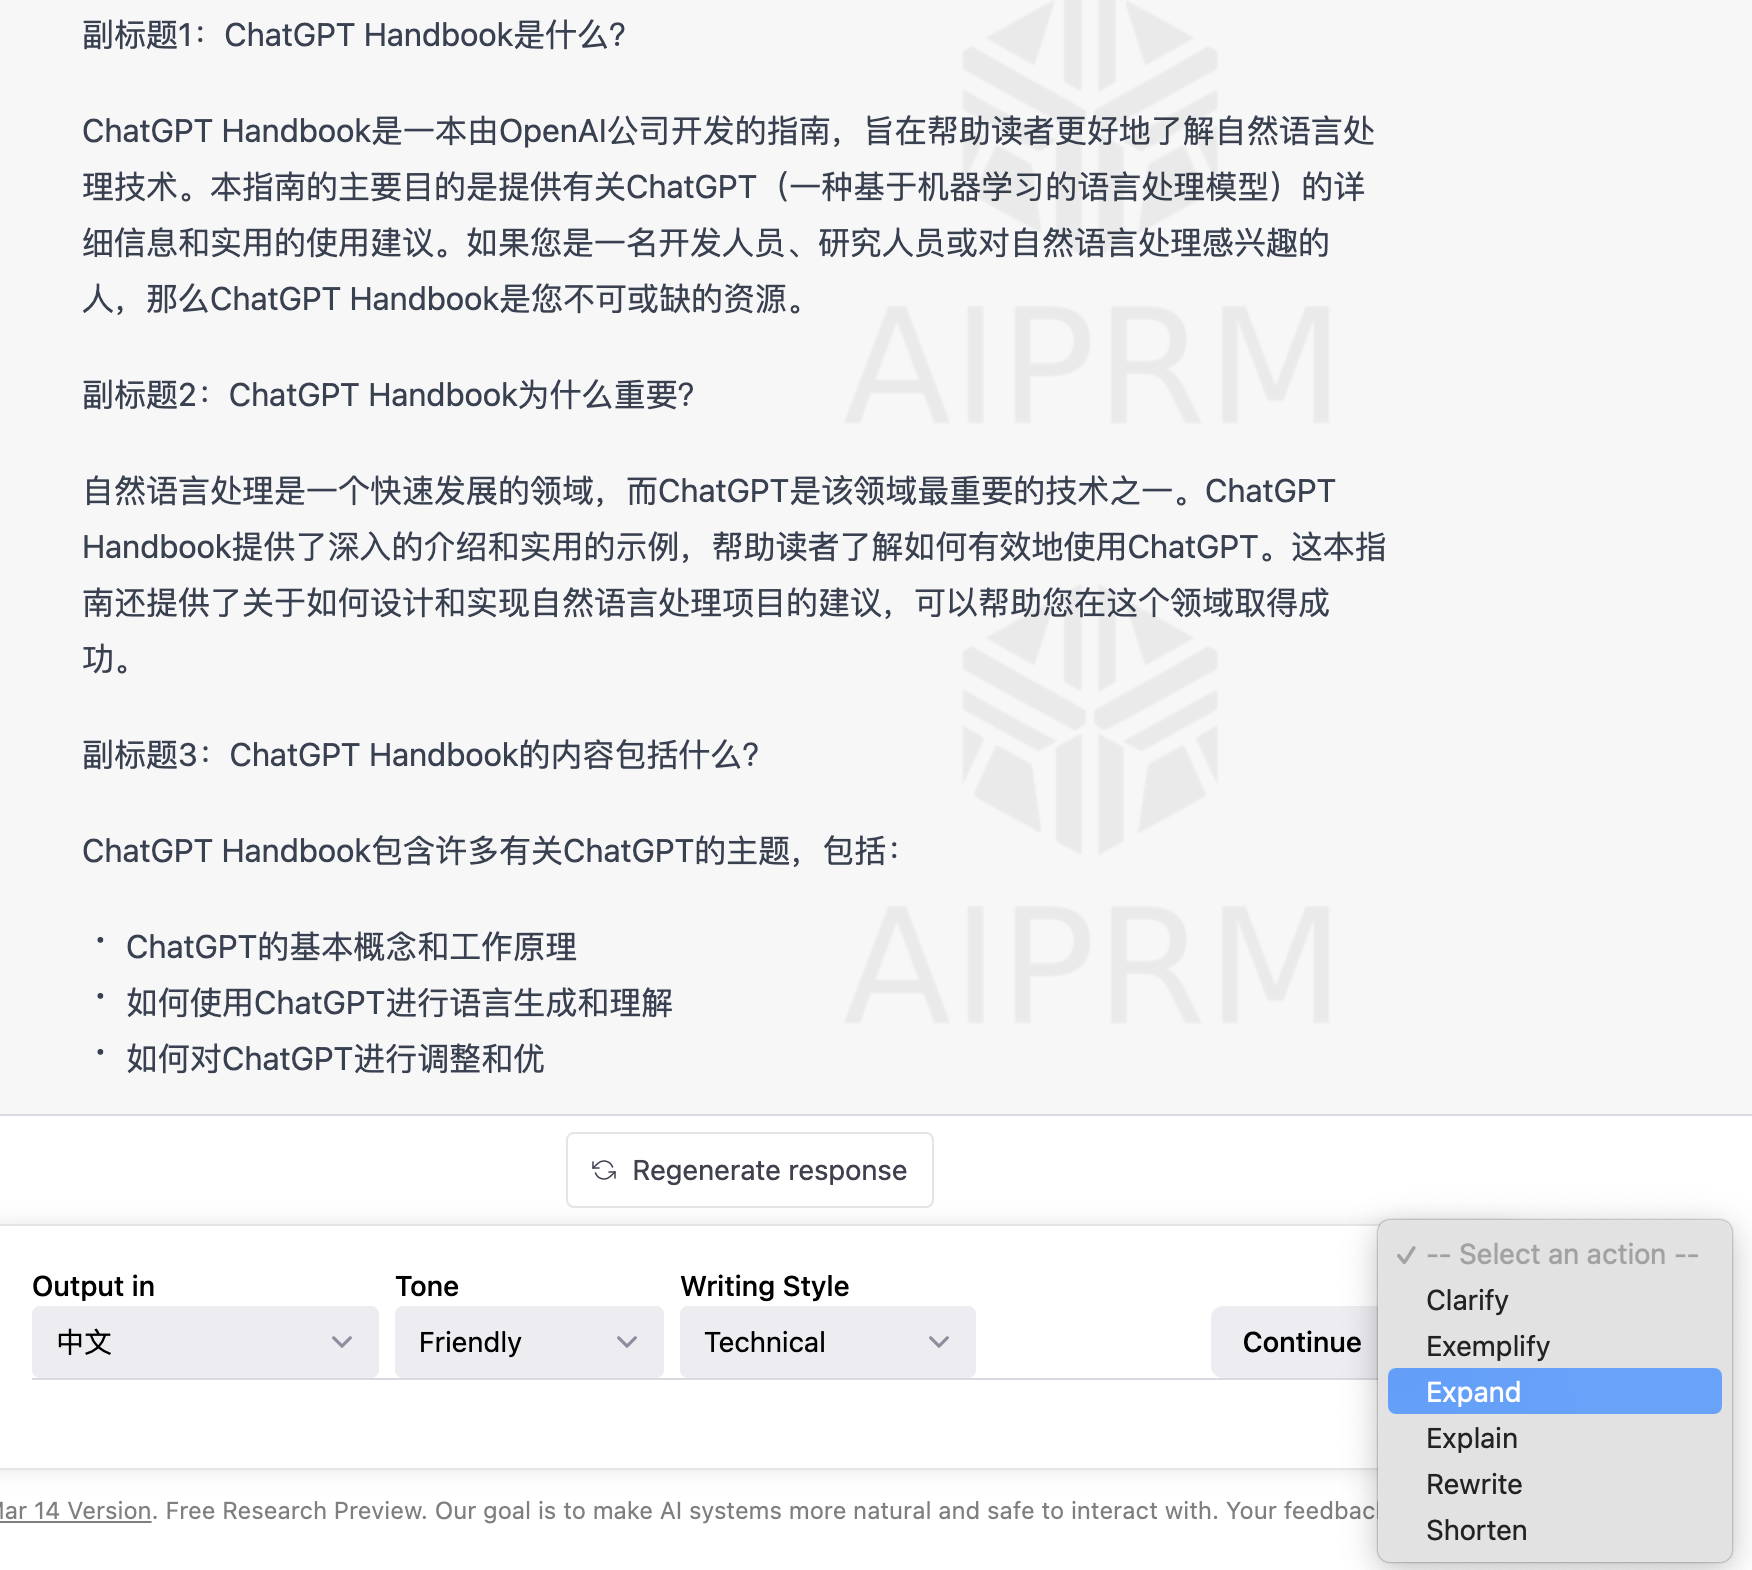 副标题1：ChatGPT Handbook是什么?
ChatGPT Handbook是一本由OpenAI公司开发的指南，旨在帮助读者更好地了解自然语言处
理技术。本指南的主要目的是提供有关ChatGPT（一种基于机器学习的语言处理模型）的详
细信息和实用的使用建议。如果您是一名开发人员、研究人员或对自然语言处理感兴趣的
人，那么ChatGPT Handbook是您不可或缺的资源。
AIPRM
副标题2：ChatGPT Handbook为什么重要?
自然语言处理是一个快速发展的领域，而ChatGPT是该领域最重要的技术之一。ChatGPT
Handbook提供了深入的介绍和实用的示例，帮助读者了解如何有效地使用ChatGPT。这本指
南还提供了关于如何设计和实现自然语言处理项目的建议，可以帮助您在这个领域取得成
功。
副标题3：ChatGPT Handbook的内容包括什么?
ChatGPT Handbook包含许多有关ChatGPT的主题，包括：
• ChatGPT的基本概念和工作原理
AIPRM
• 如何使用ChatGPT进行语言生成和理解
• 如何对ChatGPT进行调整和优
Regenerate response
Output in
Tone
Writing Style
中文
Friendly
Technical
Continue
✓ -- Select an action --
Clarify
Exemplify
Expand
Explain
Rewrite
Shorten
ar 14 Version. Free Research Preview. Our goal is to make AI systems more natural and safe to interact with. Your feedbac